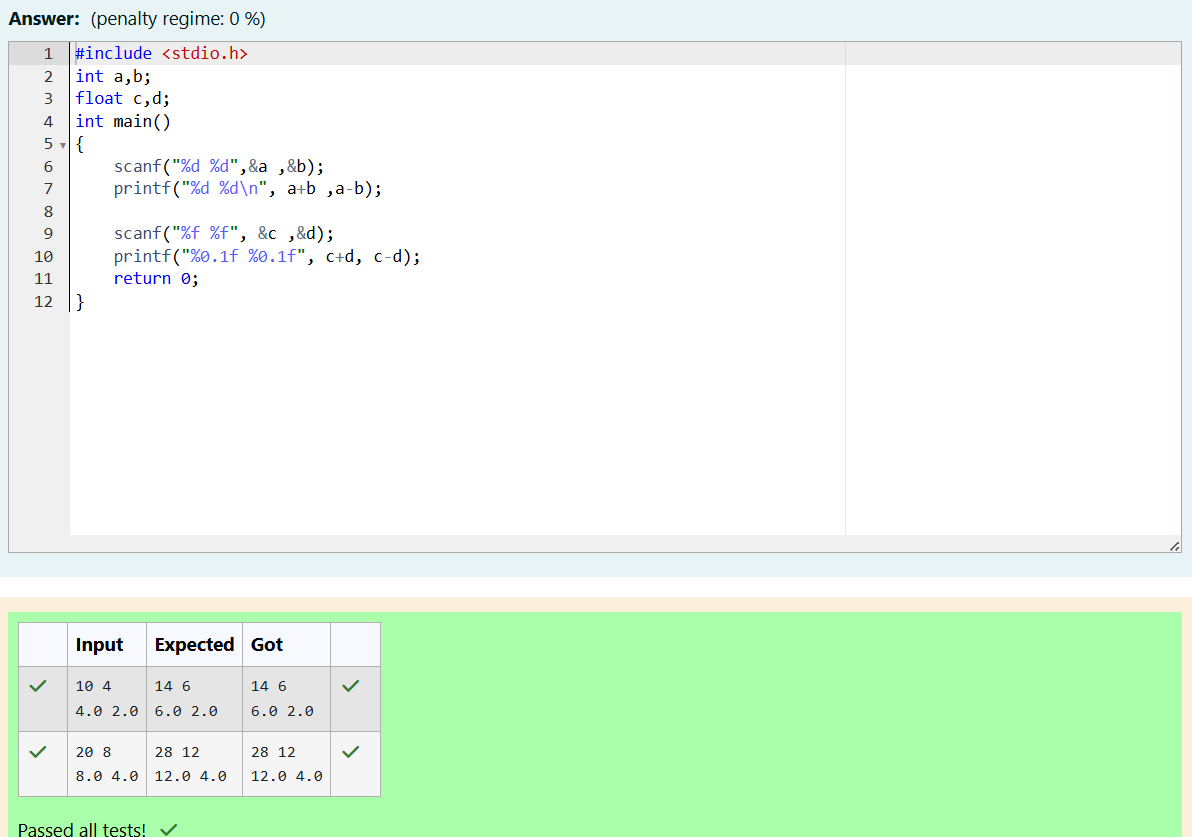 Answer: (penalty regime: 0 %)
1 #include <stdio.h>
2 int a,b;
3 float c,d;
4 int main()
5 {
6     scanf("%d %d",&a ,&b);
7     printf("%d %d\n", a+b ,a-b);
8
9     scanf("%f %f", &c ,&d);
10     printf("%0.1f %0.1f", c+d, c-d);
11     return 0;
12 }
Input Expected Got
10 4 14 6 14 6
4.0 2.0 6.0 2.0 6.0 2.0
20 8 28 12 28 12
8.0 4.0 12.0 4.0 12.0 4.0
Passed all tests!